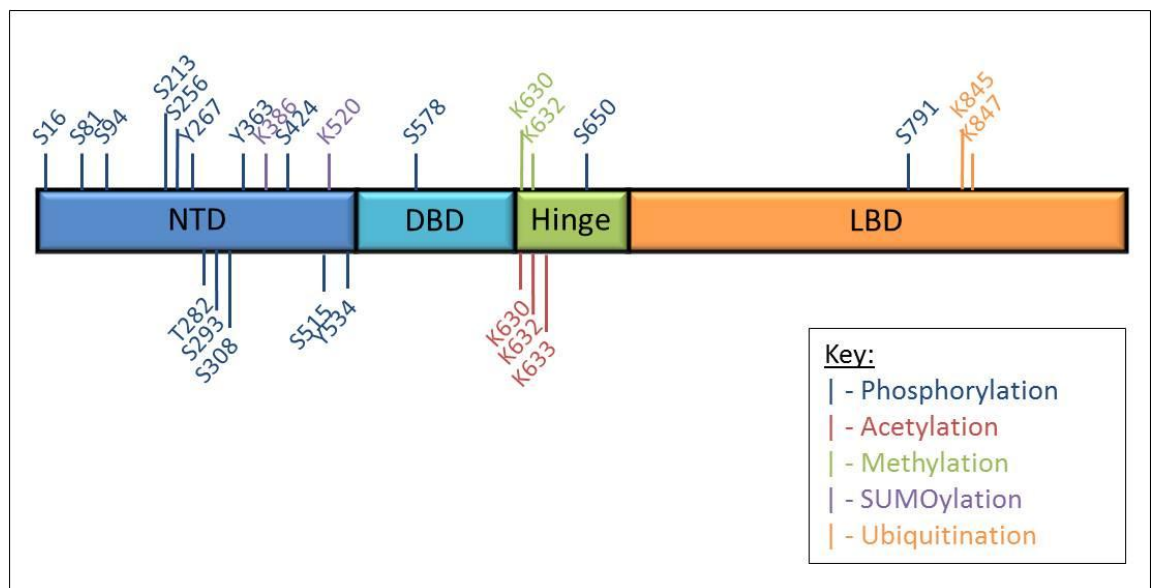 S16
S81
S94
S213
S256
Y267
Y363
K386
S424
K520
S578
K630
K632
S650
S791
K845
K847
NTD
DBD
Hinge
LBD
T282
S293
S308
S515
Y534
K630
K632
K633
Key:
| - Phosphorylation
| - Acetylation
| - Methylation
| - SUMOylation
| - Ubiquitination